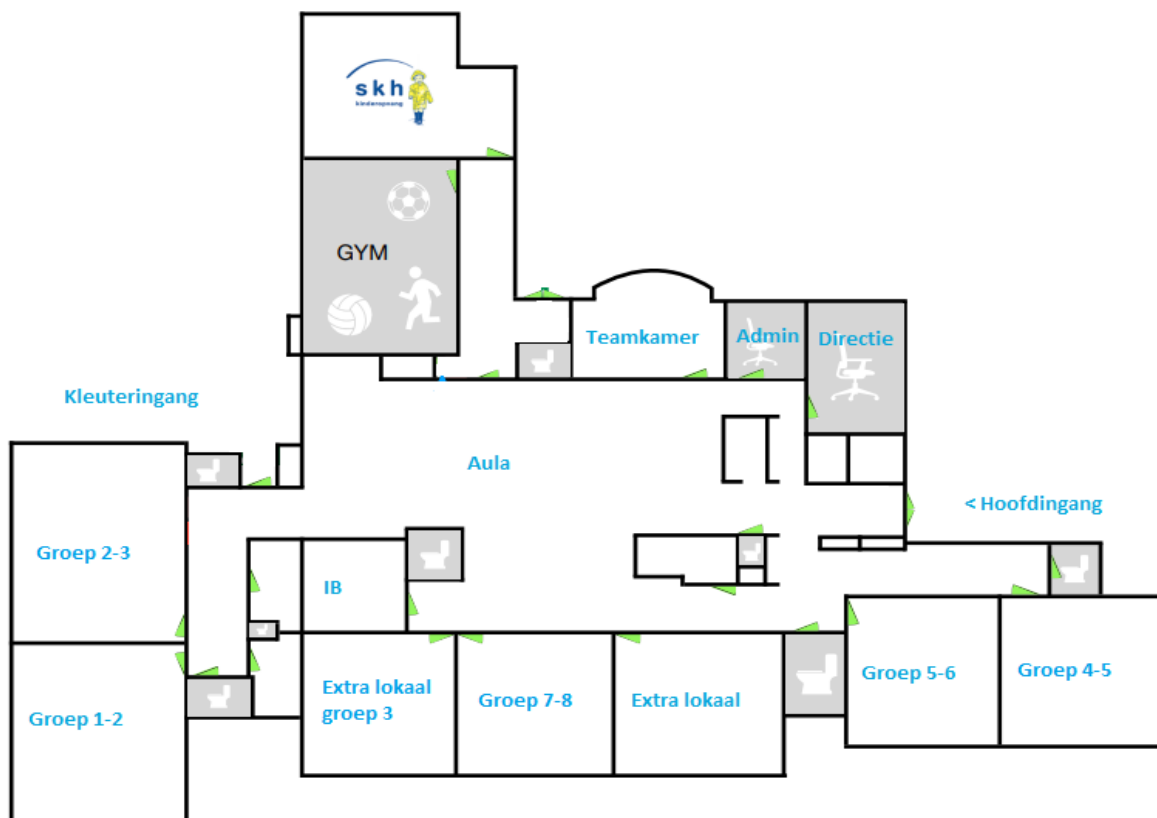 skh
kinderopvang
GYM
Teamkamer
Admin
Directie
Kleuteringang
Aula
< Hoofdingang
Groep 2-3
IB
Groep 5-6
Groep 4-5
Extra lokaal
groep 3
Groep 7-8
Extra lokaal
Groep 1-2